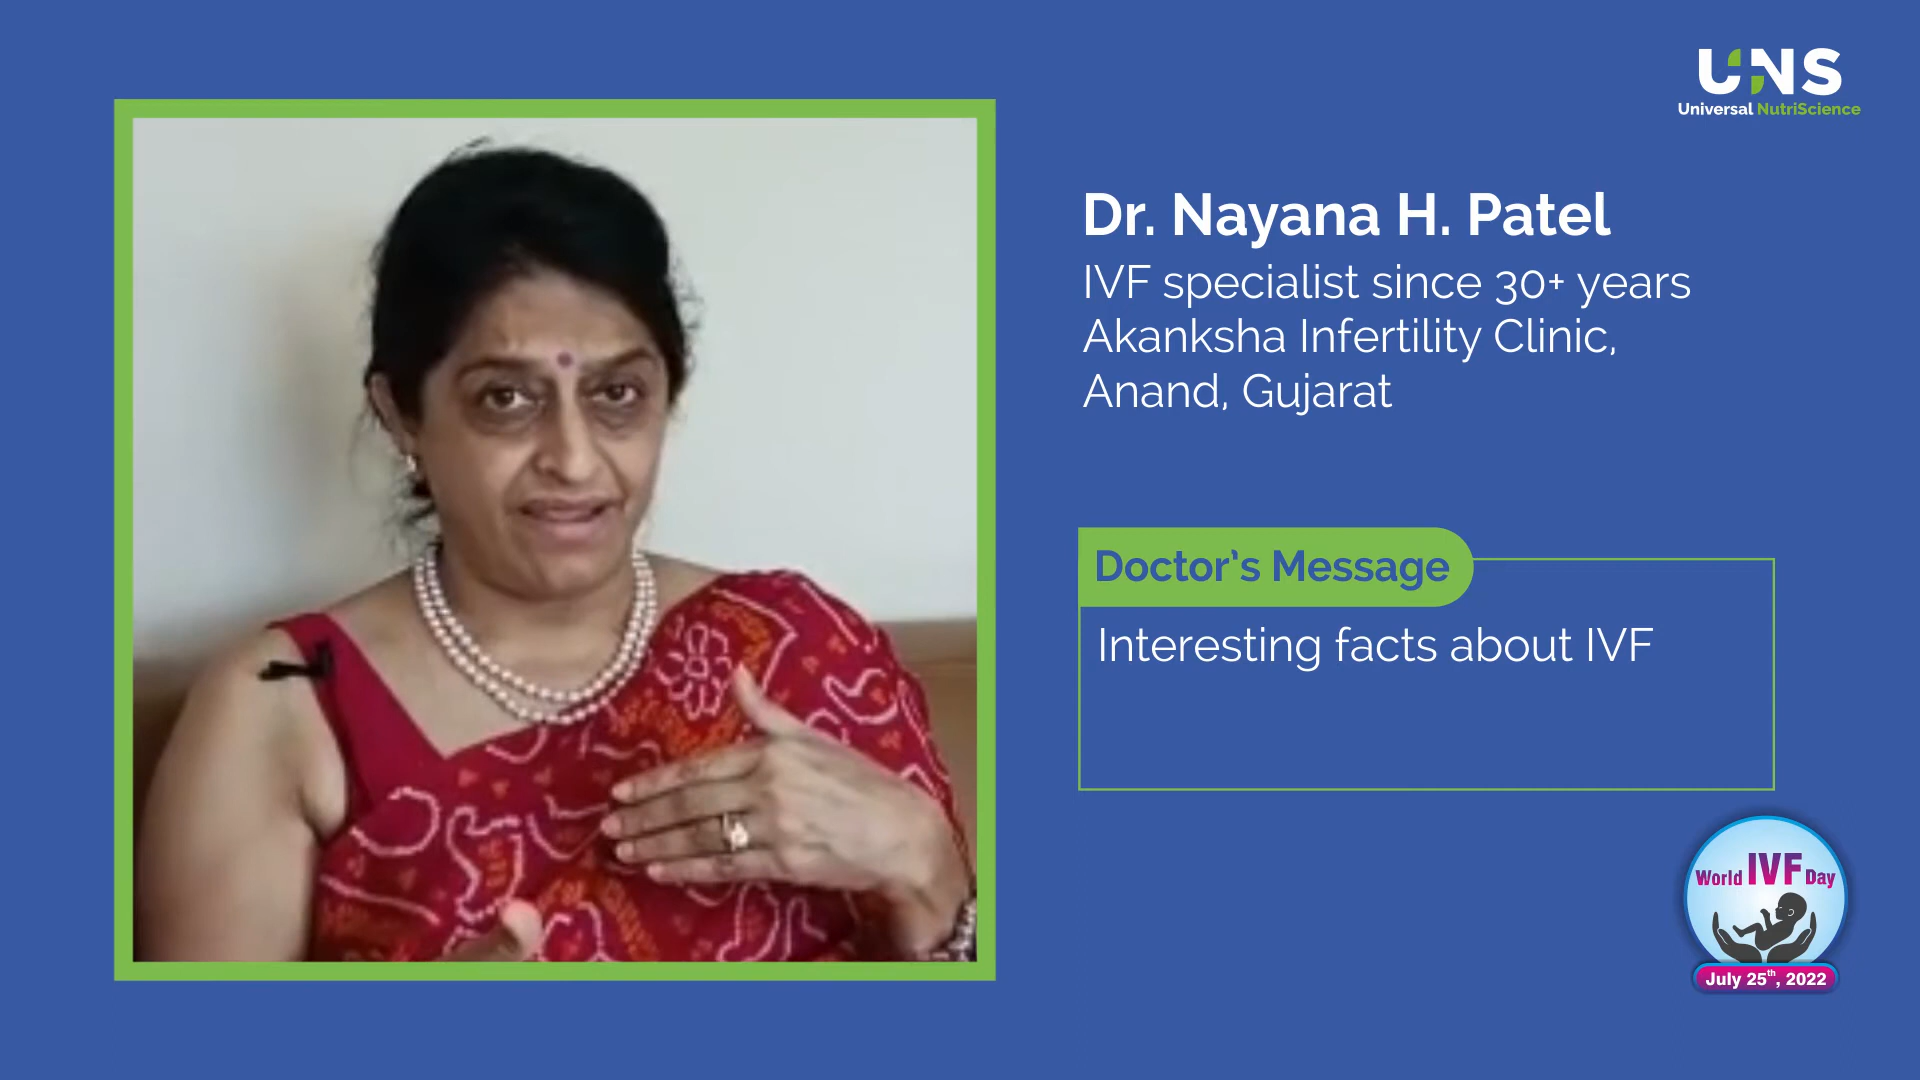 UNS
Universal NutriScience
Dr. Nayana H. Patel
IVF specialist since 30+ years
Akanksha Infertility Clinic,
Anand, Gujarat
Doctor's Message
Interesting facts about IVF
World IVF Day
July 25th, 2022